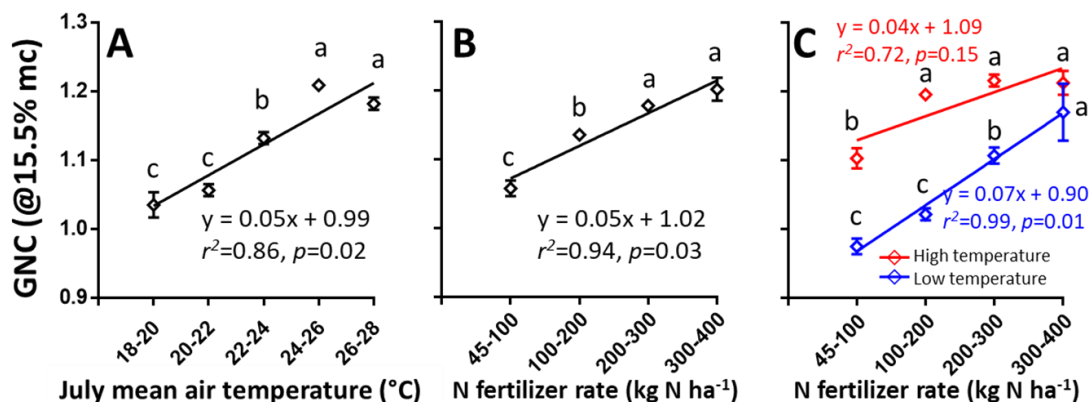 GNC (@15.5% mc)
1.3
1.2
1.1
1.0
0.9
A
c
c
b
a
a
y = 0.05x + 0.99
r²=0.86, p=0.02
18-20
20-22
22-24
24-26
26-28
July mean air temperature (°C)
B
c
b
a
a
y = 0.05x + 1.02
r²=0.94, p=0.03
45-100
100-200
200-300
300-400
N fertilizer rate (kg N ha⁻¹)
C
y = 0.04x + 1.09
r²=0.72, p=0.15
b
a
a
a
c
c
b
a
y = 0.07x + 0.90
r²=0.99, p=0.01
High temperature
Low temperature
45-100
100-200
200-300
300-400
N fertilizer rate (kg N ha⁻¹)